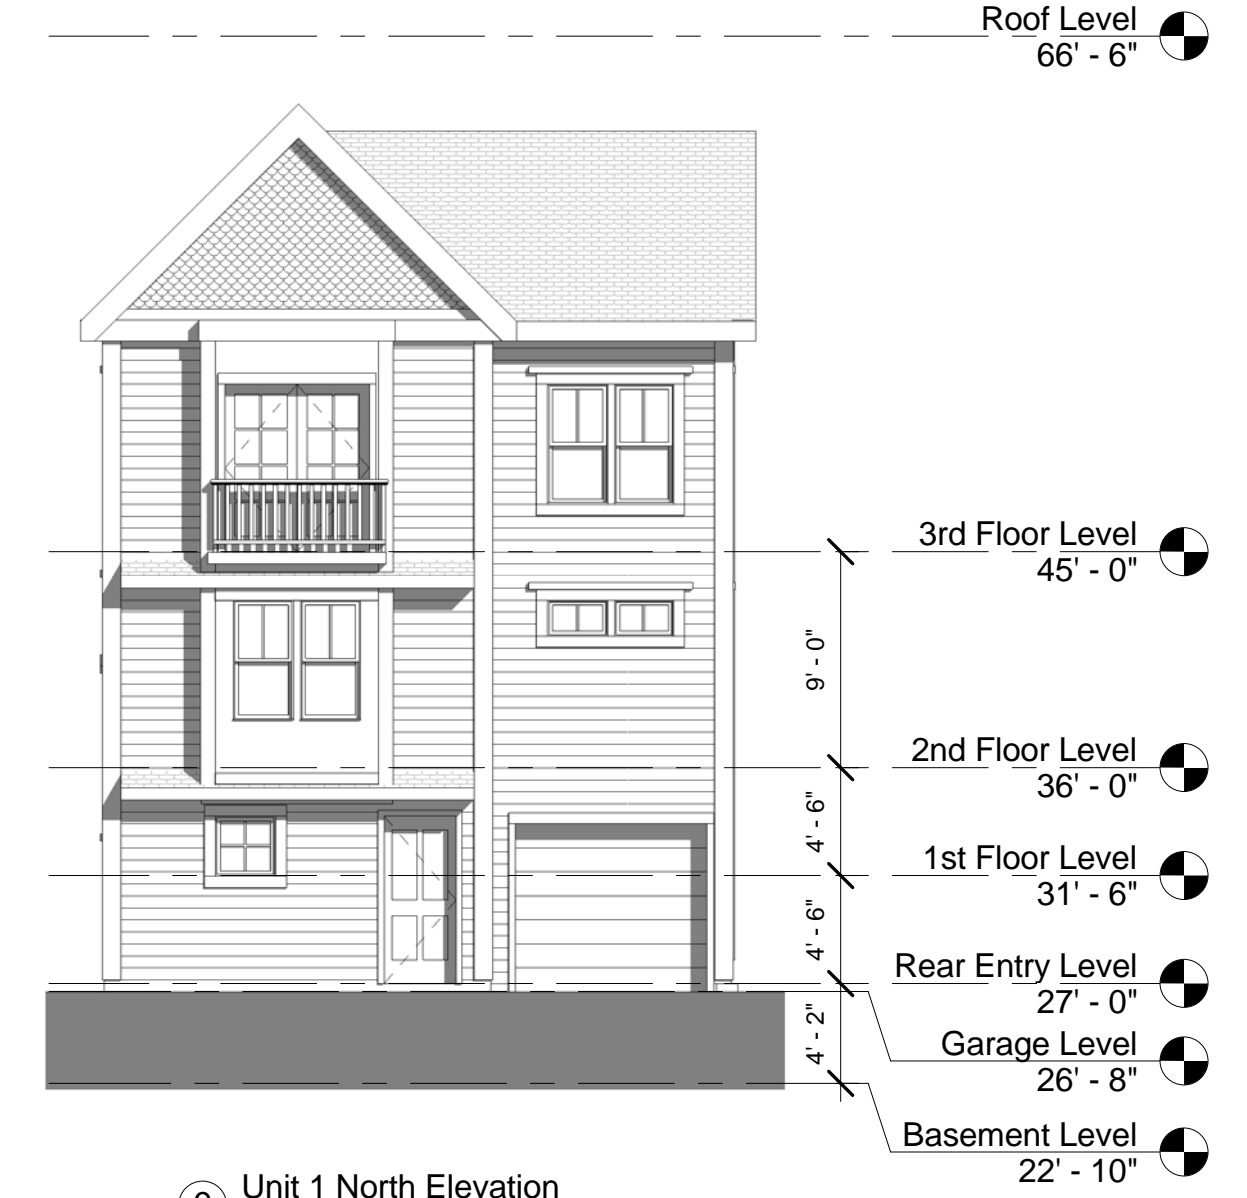 Roof Level
66' - 6"
3rd Floor Level
45' - 0"
9' - 0"
2nd Floor Level
36' - 0"
4' - 6"
1st Floor Level
31' - 6"
4' - 6"
Rear Entry Level
27' - 0"
4' - 2"
Garage Level
26' - 8"
Basement Level
22' - 10"
Unit 1 North Elevation